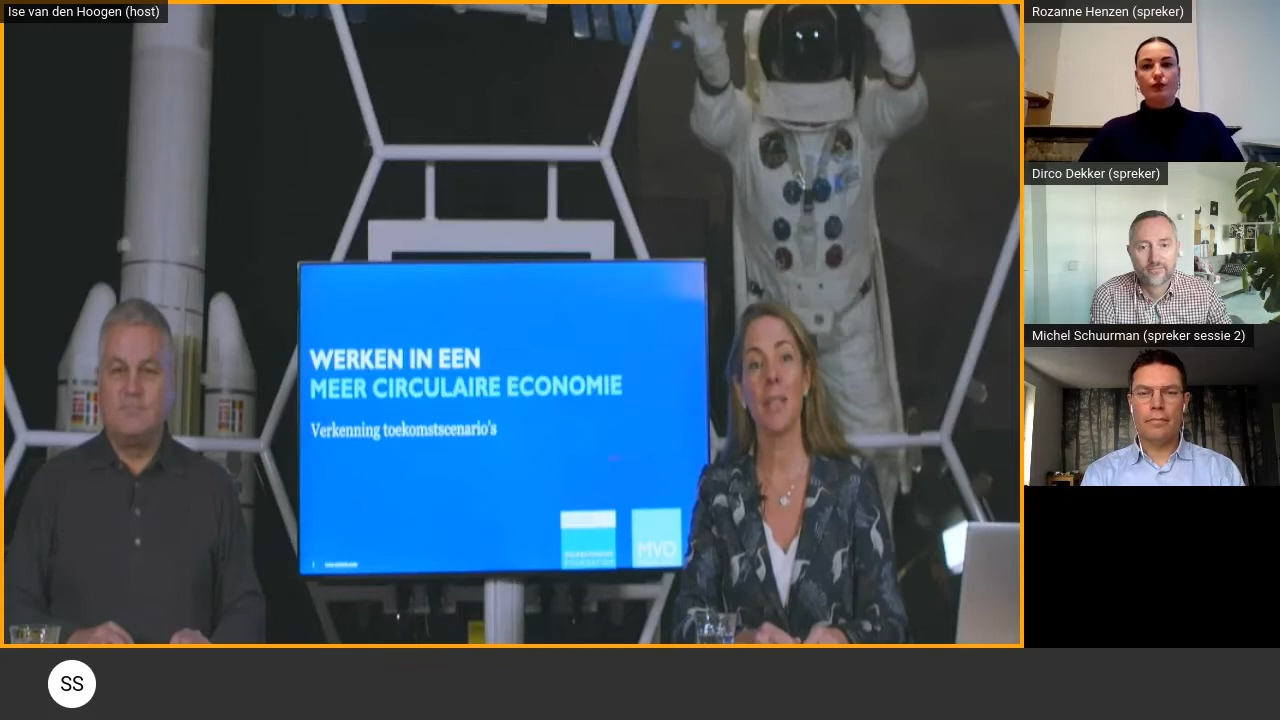 Ise van den Hoogen (host)
WERKEN IN EEN
MEER CIRCULAIRE ECONOMIE
Verkenning toekomstscenario's
MVO
Rozanne Henzen (spreker)
Dirco Dekker (spreker)
Michel Schuurman (spreker sessie 2)
SS